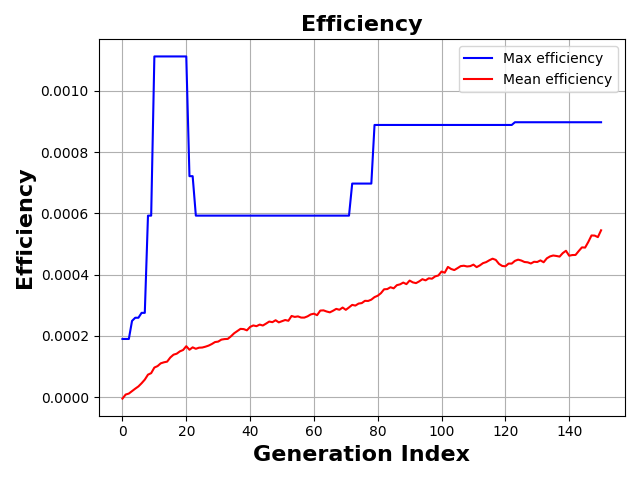 Efficiency
Max efficiency
Mean efficiency
0.0010
0.0008
0.0006
0.0004
0.0002
0.0000
Efficiency
0 20 40 60 80 100 120 140
Generation Index